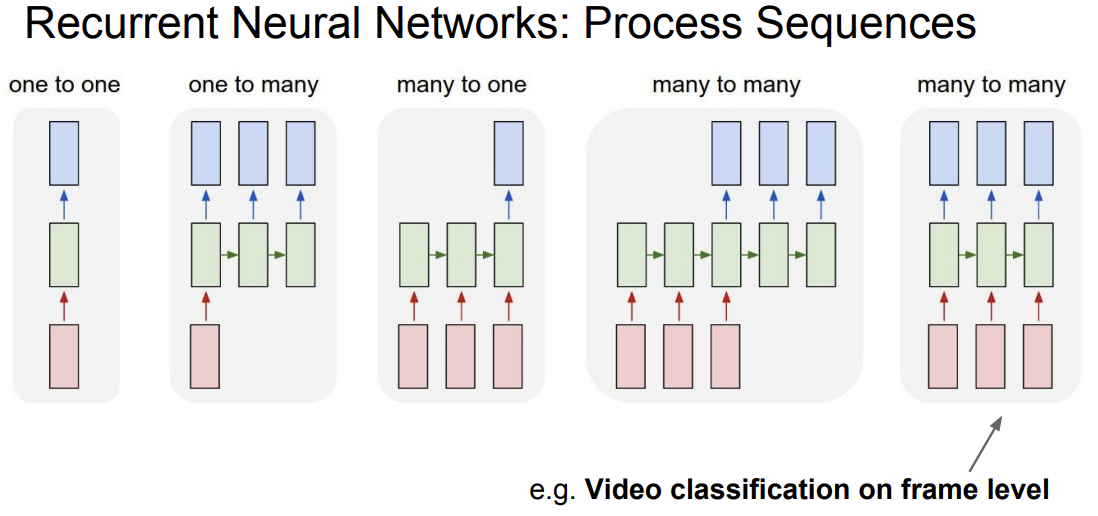 Recurrent Neural Networks: Process Sequences
one to one
one to many
many to one
many to many
many to many
e.g. Video classification on frame level